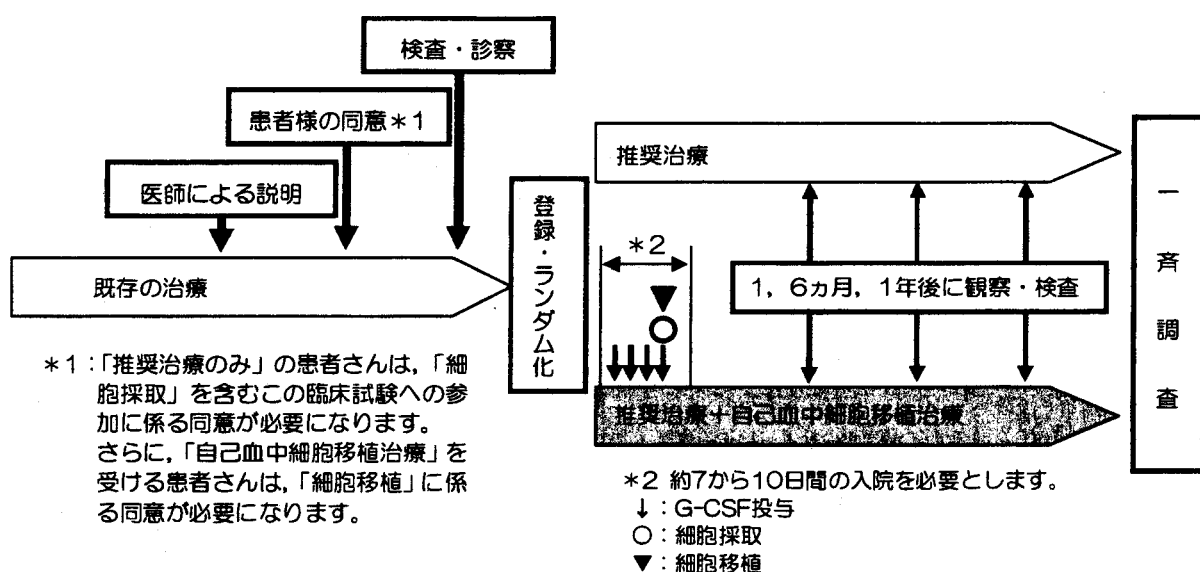 検査・診察
患者様の同意＊1
医師による説明
既存の治療
登録・ランダム化
推奨治療
＊2
1，6ヵ月，1年後に観察・検査
推奨治療＋自己血中細胞移植治療
一斉調査
＊1：「推奨治療のみ」の患者さんは，「細
胞採取」を含むこの臨床試験への参
加に係る同意が必要になります。
さらに，「自己血中細胞移植治療」を
受ける患者さんは，「細胞移植」に係
る同意が必要になります。
＊2 約7から10日間の入院を必要とします。
↓：G-CSF投与
○：細胞採取
▼：細胞移植